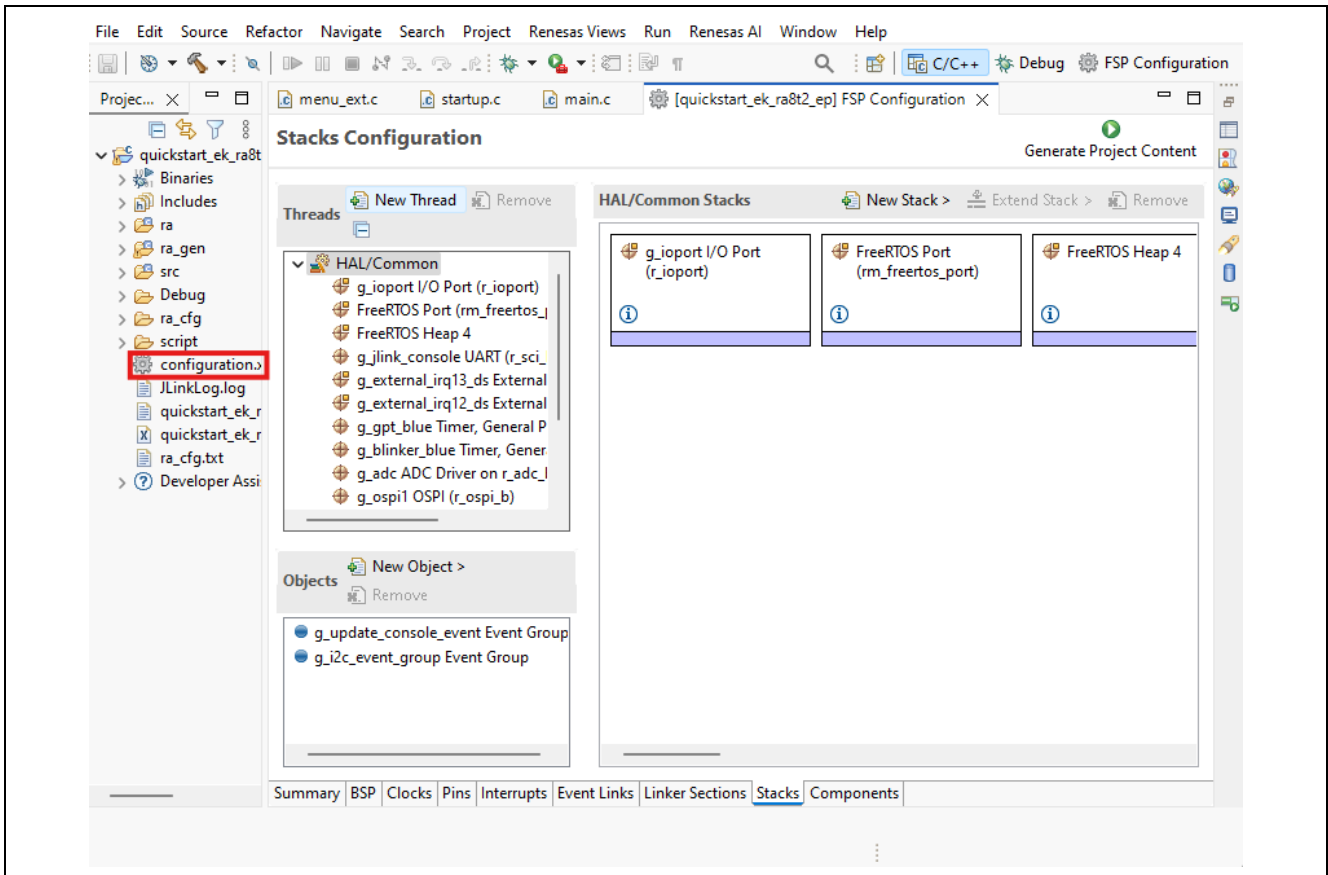 File Edit Source Refactor Navigate Search Project Renesas Views Run Renesas AI Window Help
C/C++ Debug FSP Configuration
Projec...
menu_ext.c startup.c main.c [quickstart_ek_ra8t2_ep] FSP Configuration
quickstart_ek_ra8t
Binaries
Includes
ra
ra_gen
src
Debug
ra_cfg
script
configuration.x
JLinkLog.log
quickstart_ek_r
quickstart_ek_r
ra_cfg.txt
Developer Assi
Stacks Configuration
Generate Project Content
Threads
New Thread Remove
HAL/Common
g_ioport I/O Port (r_ioport)
FreeRTOS Port (rm_freertos_p
FreeRTOS Heap 4
g_jlink_console UART (r_sci_
g_external_irq13_ds External
g_external_irq12_ds External
g_gpt_blue Timer, General P
g_blinker_blue Timer, Gener
g_adc ADC Driver on r_adc_l
g_ospi1 OSPI (r_ospi_b)
Objects
New Object >
Remove
g_update_console_event Event Group
g_i2c_event_group Event Group
HAL/Common Stacks
New Stack > Extend Stack > Remove
g_ioport I/O Port
(r_ioport)
FreeRTOS Port
(rm_freertos_port)
FreeRTOS Heap 4
Summary BSP Clocks Pins Interrupts Event Links Linker Sections Stacks Components